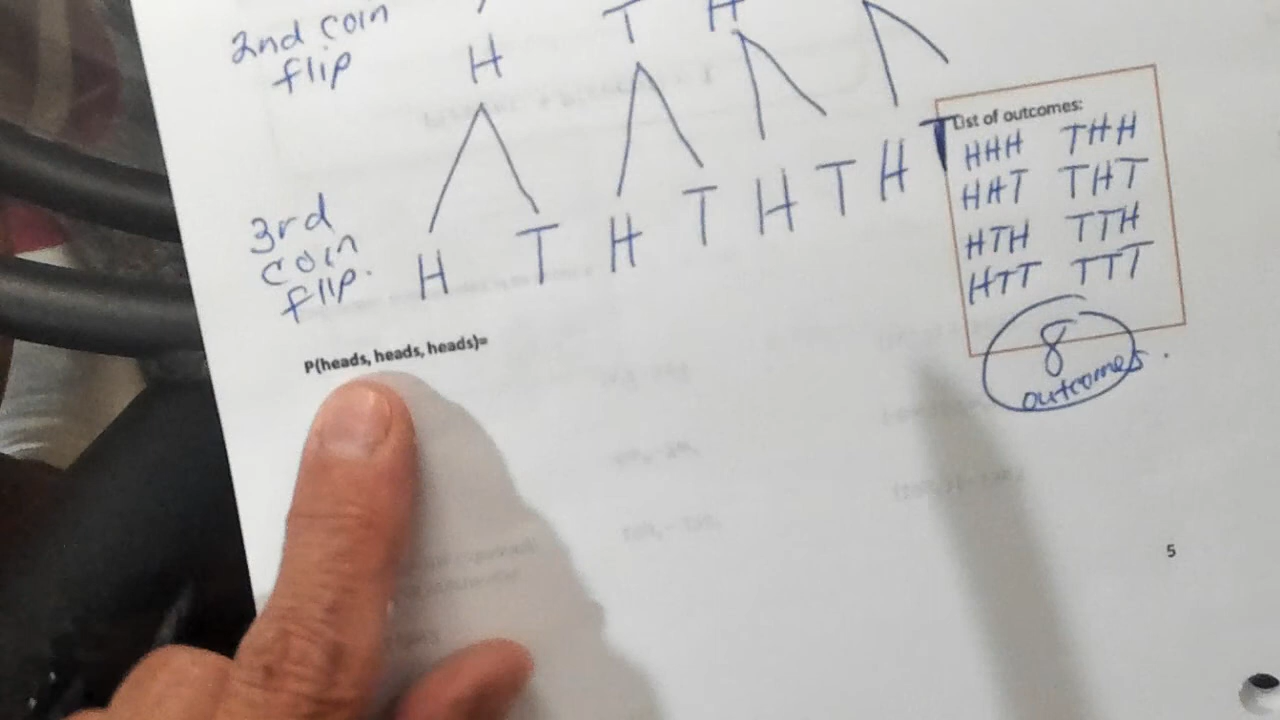 2nd coin
flip
H T H
3rd
coin
flip.
H T H T H T H T
List of outcomes:
HHH THH
HHT THT
HTH TTH
HTT TTT
8
outcomes.
P(heads, heads, heads)=
5